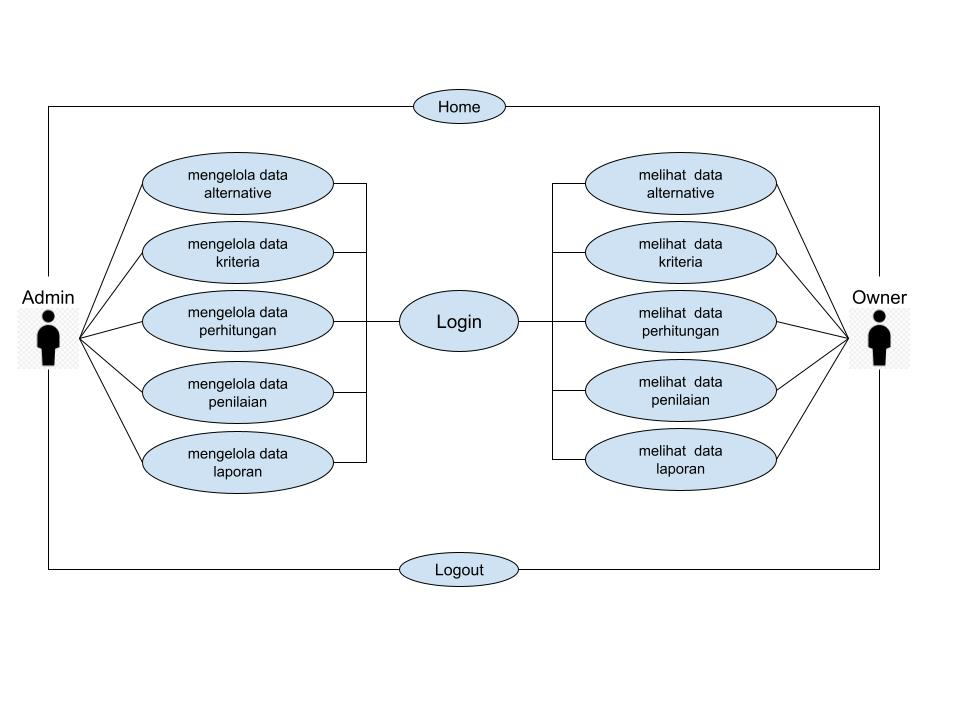 Home
mengelola data
alternative
mengelola data
kriteria
Admin
mengelola data
perhitungan
mengelola data
penilaian
mengelola data
laporan
Login
melihat  data
alternative
melihat  data
kriteria
Owner
melihat  data
perhitungan
melihat  data
penilaian
melihat  data
laporan
Logout